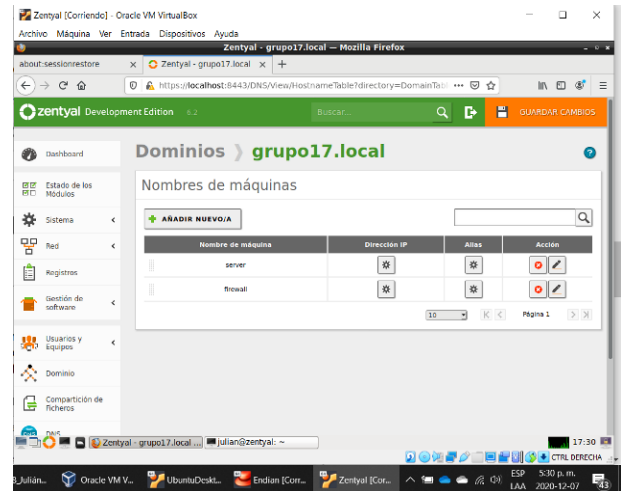 Zentyal [Corriendo] - Oracle VM VirtualBox
Archivo Máquina Ver Entrada Dispositivos Ayuda
Zentyal - grupo17.local — Mozilla Firefox
about:sessionrestore
Zentyal - grupo17.local
https://localhost:8443/DNS/View/HostnameTable?directory=DomainTab
zentyal Development Edition 6.2
Buscar...
GUARDAR CAMBIOS
Dashboard
Estado de los Módulos
Sistema
Red
Registros
Gestión de software
Usuarios y Equipos
Dominio
Compartición de Ficheros
DNS
Dominios grupo17.local
Nombres de máquinas
AÑADIR NUEVO/A
Nombre de máquina Dirección IP Alias Acción
server
firewall
10 Página 1
Zentyal - grupo17.local ... julian@zentyal: ~ 17:30
CTRL DERECHA
_Julián... Oracle VM V... UbuntuDeskt... Endian [Corr... Zentyal [Cor...
ESP 5:30 p. m.
LAA 2020-12-07
43